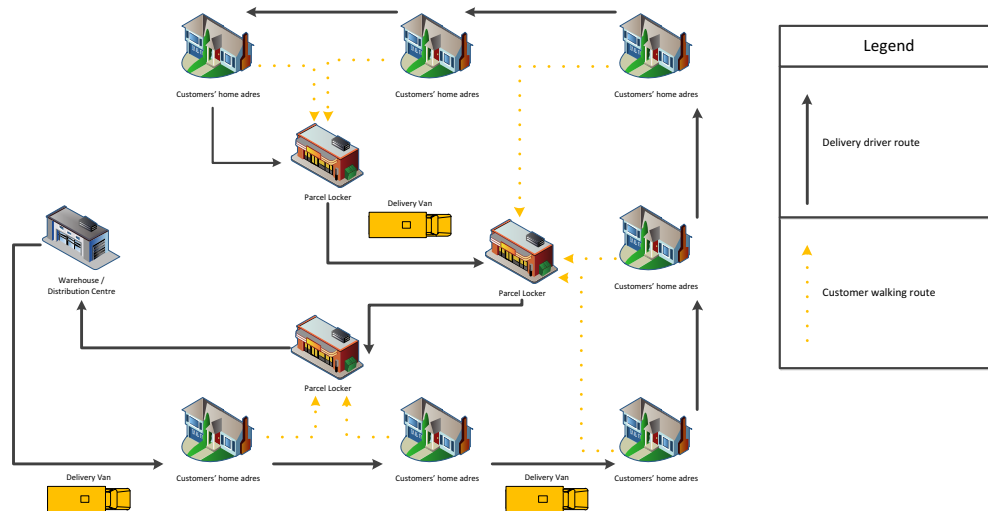 Customers' home adres
Customers' home adres
Customers' home adres
Legend
Delivery driver route
Parcel Locker
Delivery Van
Warehouse /
Distribution Centre
Parcel Locker
Customers' home adres
Customer walking route
Parcel Locker
Customers' home adres
Customers' home adres
Customers' home adres
Delivery Van
Delivery Van